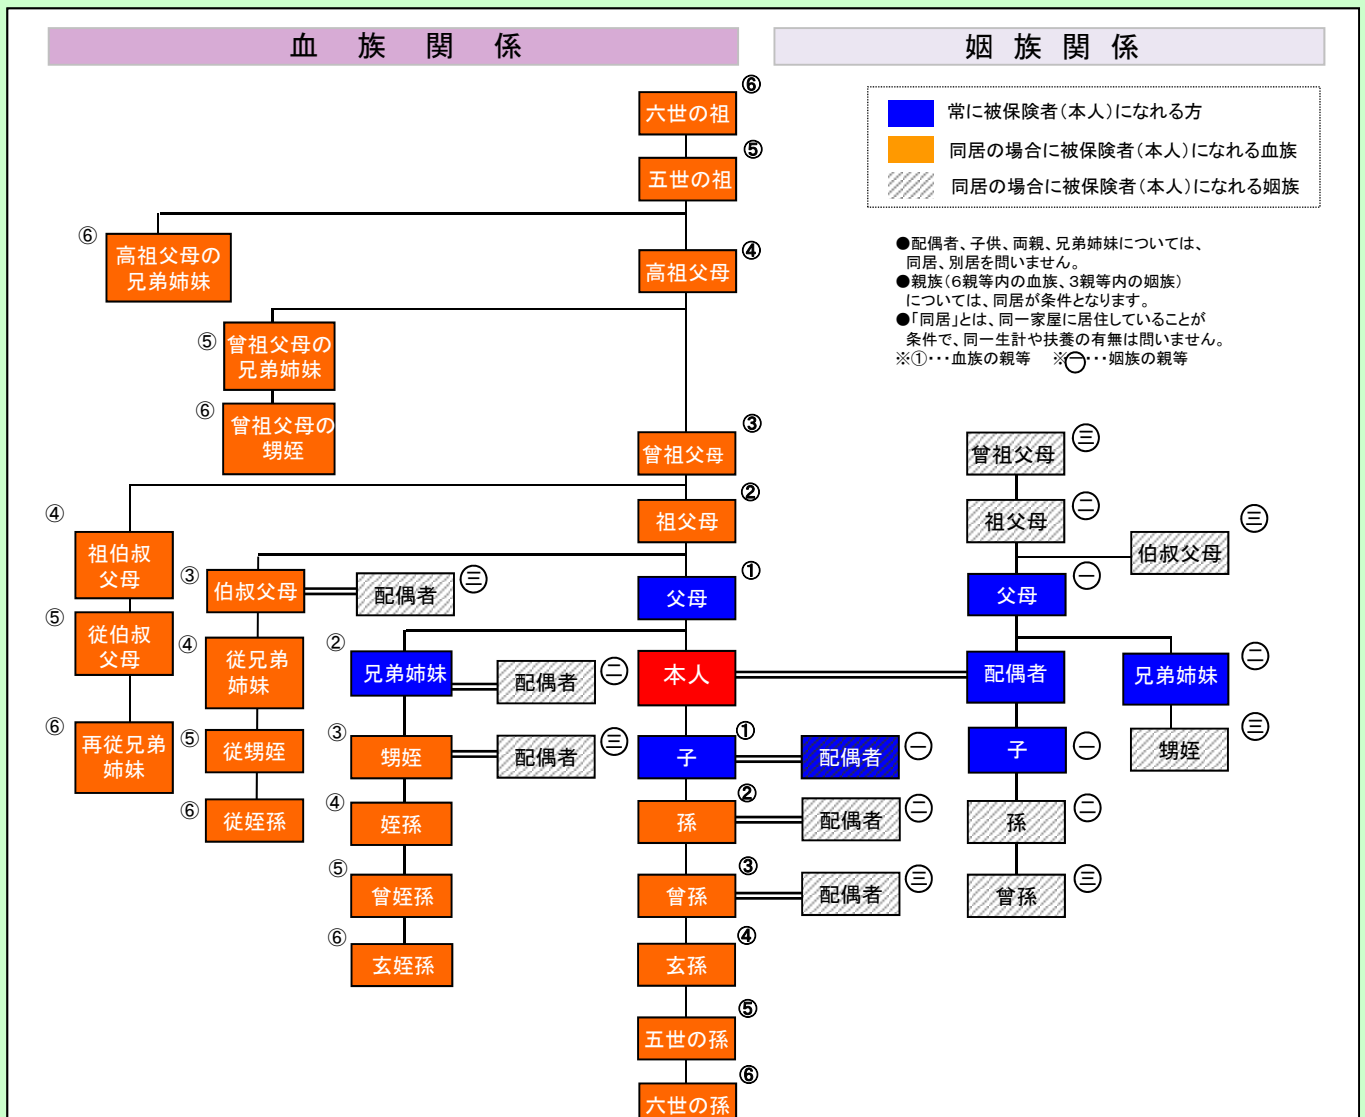 血族関係
姻族関係
常に被保険者(本人)になれる方
同居の場合に被保険者(本人)になれる血族
同居の場合に被保険者(本人)になれる姻族
●配偶者、子供、両親、兄弟姉妹については、
同居、別居を問いません。
●親族(6親等内の血族、3親等内の姻族)
については、同居が条件となります。
●「同居」とは、同一家屋に居住していることが
条件で、同一生計や扶養の有無は問いません。
※①・・・血族の親等 ※㊀・・・姻族の親等
⑥
六世の祖
⑤
五世の祖
⑥
高祖父母の
兄弟姉妹
④
高祖父母
⑤
曾祖父母の
兄弟姉妹
⑥
曾祖父母の
甥姪
③
曾祖父母
②
祖父母
④
祖伯叔
父母
⑤
従伯叔
父母
⑥
再従兄弟
姉妹
③
伯叔父母
㊂
配偶者
④
従兄弟
姉妹
⑤
従甥姪
⑥
従姪孫
①
父母
②
兄弟姉妹
㊁
配偶者
③
甥姪
㊂
配偶者
④
姪孫
⑤
曾姪孫
⑥
玄姪孫
本人
①
子
㊀
配偶者
②
孫
㊁
配偶者
③
曾孫
㊂
配偶者
④
玄孫
⑤
五世の孫
⑥
六世の孫
㊂
曾祖父母
㊁
祖父母
㊂
伯叔父母
㊀
父母
配偶者
㊁
兄弟姉妹
㊂
甥姪
㊀
子
㊁
孫
㊂
曾孫